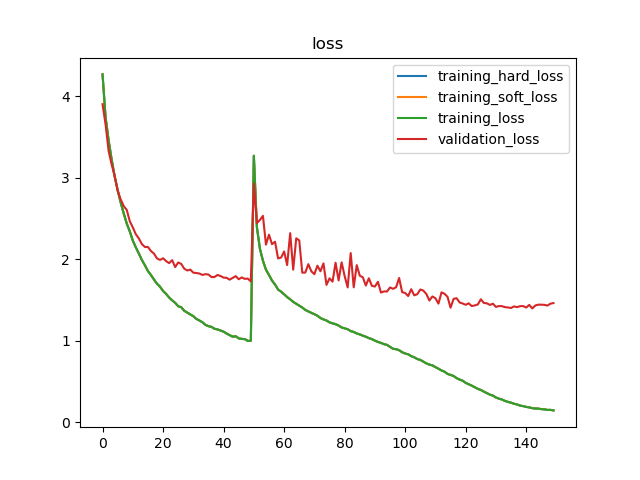 loss
training_hard_loss
training_soft_loss
training_loss
validation_loss
4
3
2
1
0
0 20 40 60 80 100 120 140